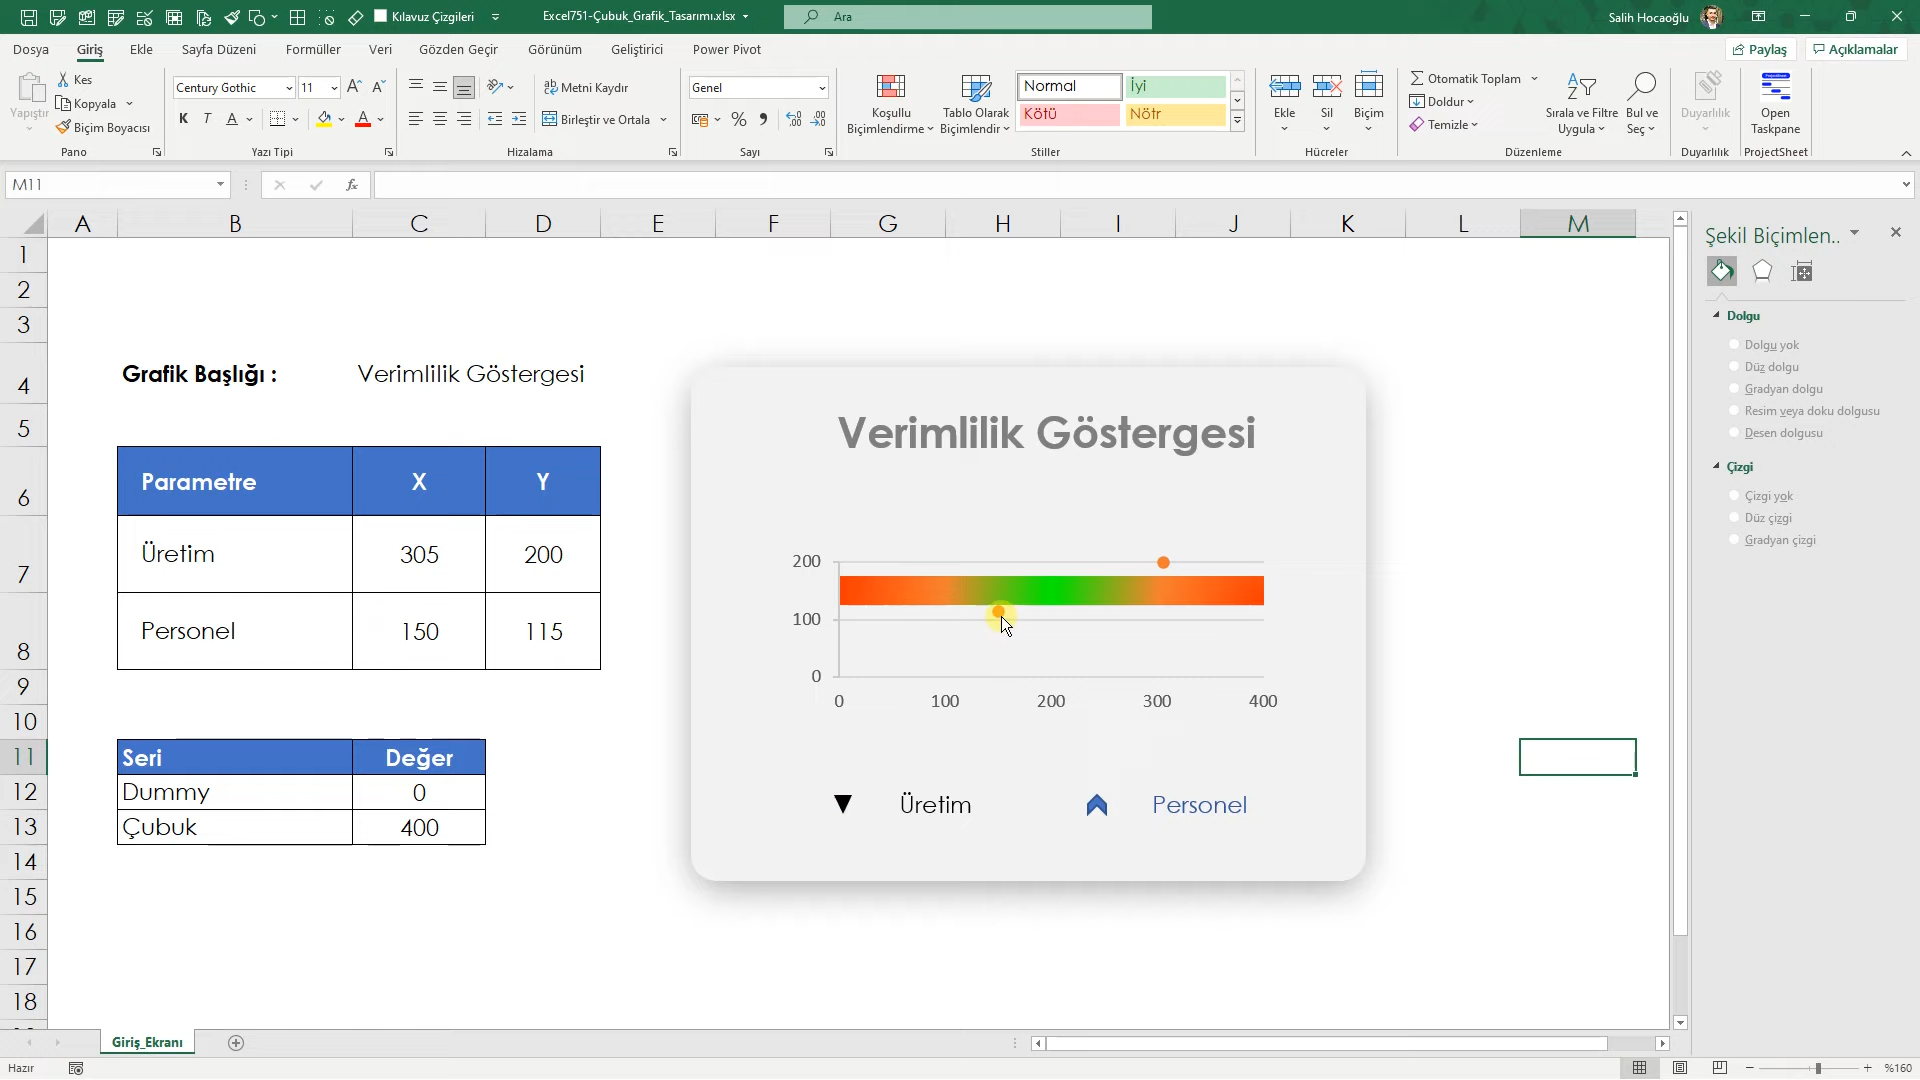 Kılavuz Çizgileri
Excel751-Çubuk_Grafik_Tasarımı.xlsx
Ara
Salih Hocaoğlu
Dosya Giriş Ekle Sayfa Düzeni Formüller Veri Gözden Geçir Görünüm Geliştirici Power Pivot
Paylaş Açıklamalar
Yapıştır
Kes
Kopyala
Biçim Boyacısı
Pano
Century Gothic 11 A A
K T A A
Yazı Tipi
Metni Kaydır
Birleştir ve Ortala
Hizalama
Genel
%
Sayı
Koşullu
Biçimlendirme
Tablo Olarak
Biçimlendir
Normal İyi
Kötü Nötr
Stiller
Ekle Sil Biçim
Hücreler
Otomatik Toplam
Doldur
Temizle
Sırala ve Filtre
Uygula
Bul ve
Seç
Düzenleme
Duyarlılık
Duyarlılık
Open
Taskpane
ProjectSheet
M11
fx
A B C D E F G H I J K L M
1
2
3
4
5
6
7
8
9
10
11
12
13
14
15
16
17
18
Grafik Başlığı : Verimlilik Göstergesi
Parametre X Y
Üretim 305 200
Personel 150 115
Seri Değer
Dummy 0
Çubuk 400
Verimlilik Göstergesi
200
100
0
0 100 200 300 400
Üretim Personel
Şekil Biçimlen..
Dolgu
Dolgu yok
Düz dolgu
Gradyan dolgu
Resim veya doku dolgusu
Desen dolgusu
Çizgi
Çizgi yok
Düz çizgi
Gradyan çizgi
Giriş_Ekranı
Hazır
%160